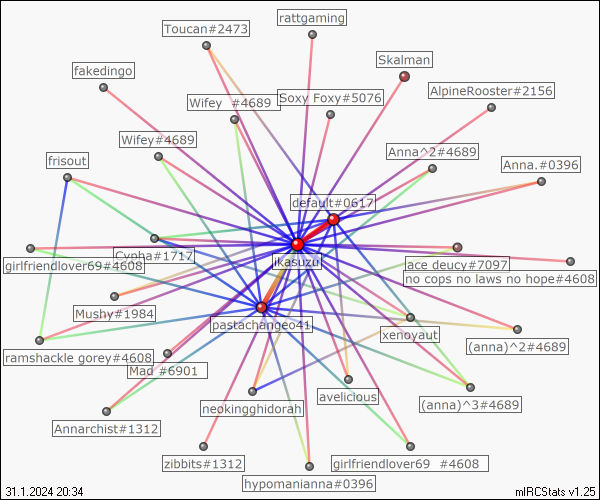 rattgaming
Toucan#2473
Skalman
fakedingo
AlpineRooster#2156
Wifey  #4689
Soxy Foxy#5076
Wifey#4689
Anna^2#4689
frisout
Anna.#0396
default#0617
Cynha#1717
jikasuzu
girlfriendlover69#4608
ace deucy#7097
no cops no laws no hope#4608
Mushy#1984
pastachangeo41
xenoyaut
(anna)^2#4689
ramshackle gorey#4608
Mad #6901
avelicious
(anna)^3#4689
neokingghidorah
Annarchist#1312
zibbits#1312
girlfriendlover69  #4608
hypomanianna#0396
31.1.2024 20:34
mIRCStats v1.25